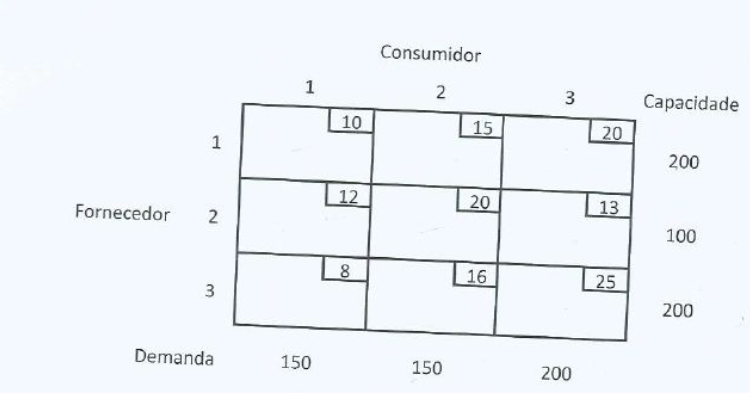 Consumidor
1 2 3 Capacidade
1 10 15 20 200
Fornecedor 2 12 20 13 100
3 8 16 25 200
Demanda 150 150 200